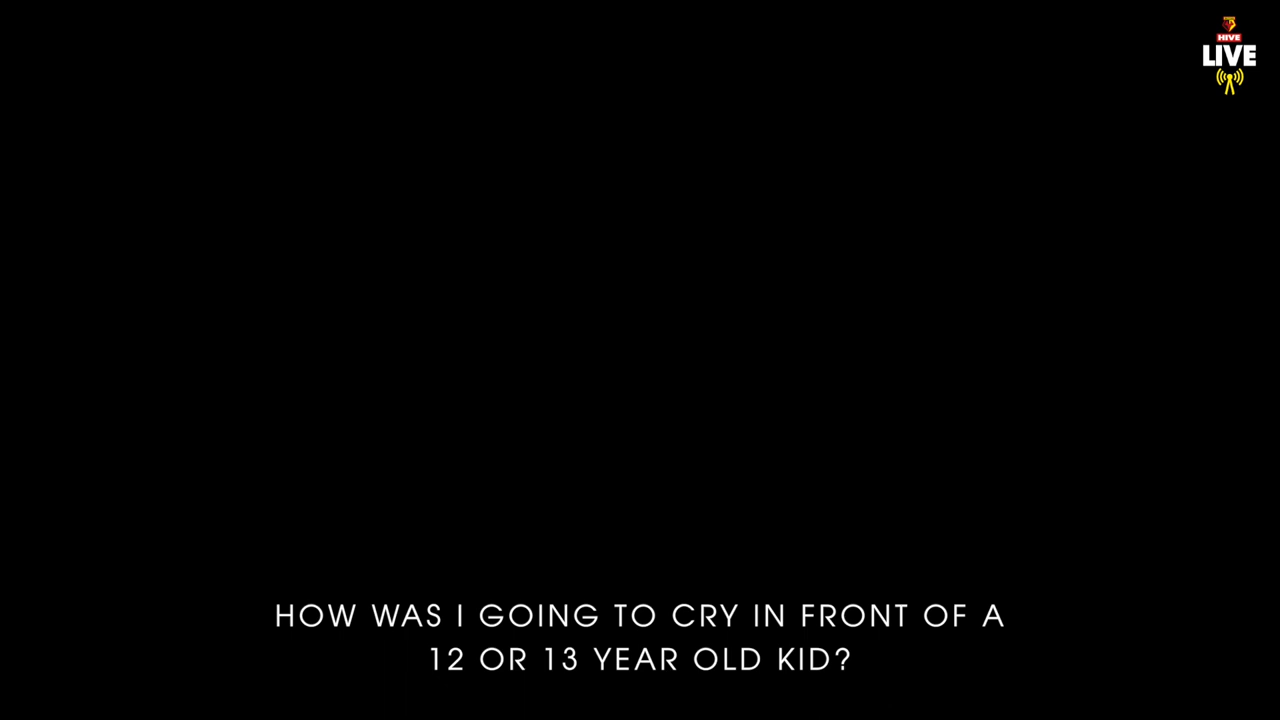 HIVE
LIVE
HOW WAS I GOING TO CRY IN FRONT OF A
12 OR 13 YEAR OLD KID?